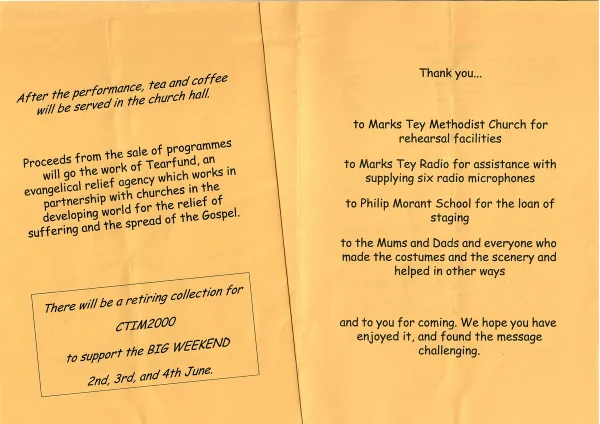 After the performance, tea and coffee
will be served in the church hall.
Proceeds from the sale of programmes
will go the work of Tearfund, an
evangelical relief agency which works in
partnership with churches in the
developing world for the relief of
suffering and the spread of the Gospel.
There will be a retiring collection for
CTIM2000
to support the BIG WEEKEND
2nd, 3rd, and 4th June.
Thank you...
to Marks Tey Methodist Church for
rehearsal facilities
to Marks Tey Radio for assistance with
supplying six radio microphones
to Philip Morant School for the loan of
staging
to the Mums and Dads and everyone who
made the costumes and the scenery and
helped in other ways
and to you for coming. We hope you have
enjoyed it, and found the message
challenging.